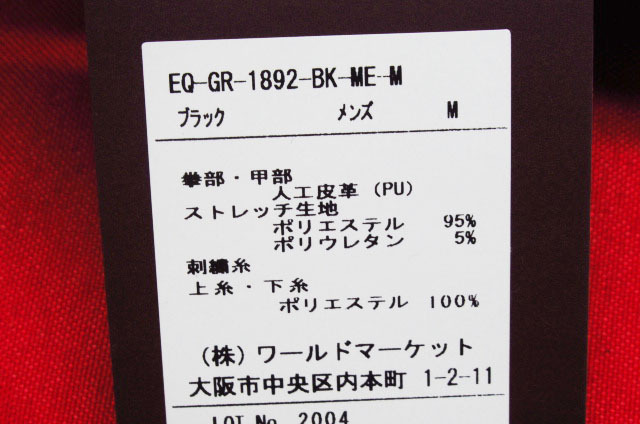 EQ-GR-1892-BK-ME-M
ブラック メンズ M
拳部・甲部
人工皮革 (PU)
ストレッチ生地
ポリエステル 95%
ポリウレタン 5%
刺繍糸
上糸・下糸
ポリエステル 100%
(株) ワールドマーケット
大阪市中央区内本町 1-2-11
LOT No. 2004